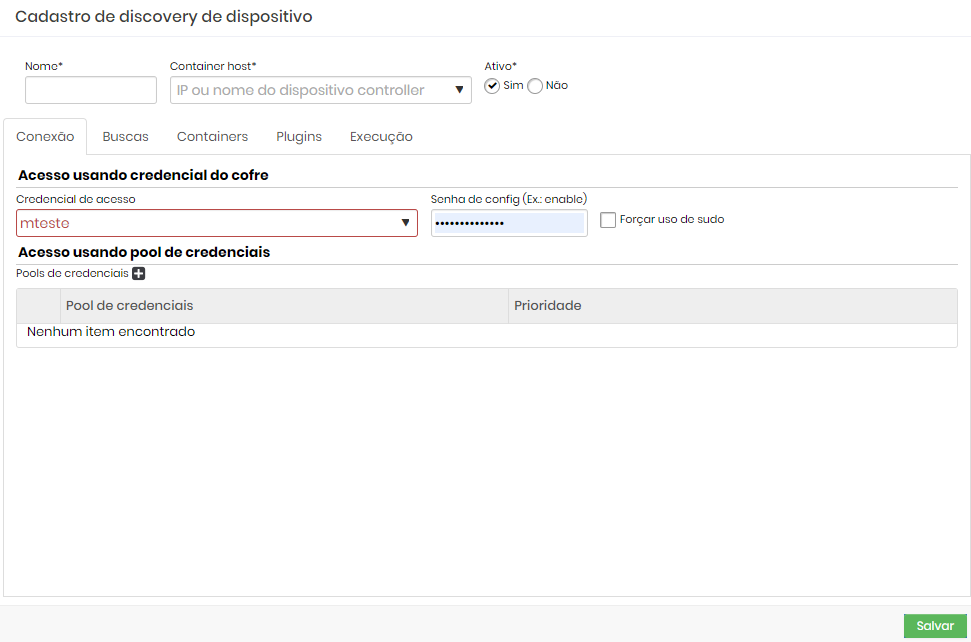 Cadastro de discovery de dispositivo
Nome* Container host* Ativo*
IP ou nome do dispositivo controller Sim Não
Conexão Buscas Containers Plugins Execução
Acesso usando credencial do cofre
Credencial de acesso Senha de config (Ex.: enable)
mteste •••••••••••••• Forçar uso de sudo
Acesso usando pool de credenciais
Pools de credenciais
Pool de credenciais Prioridade
Nenhum item encontrado
Salvar